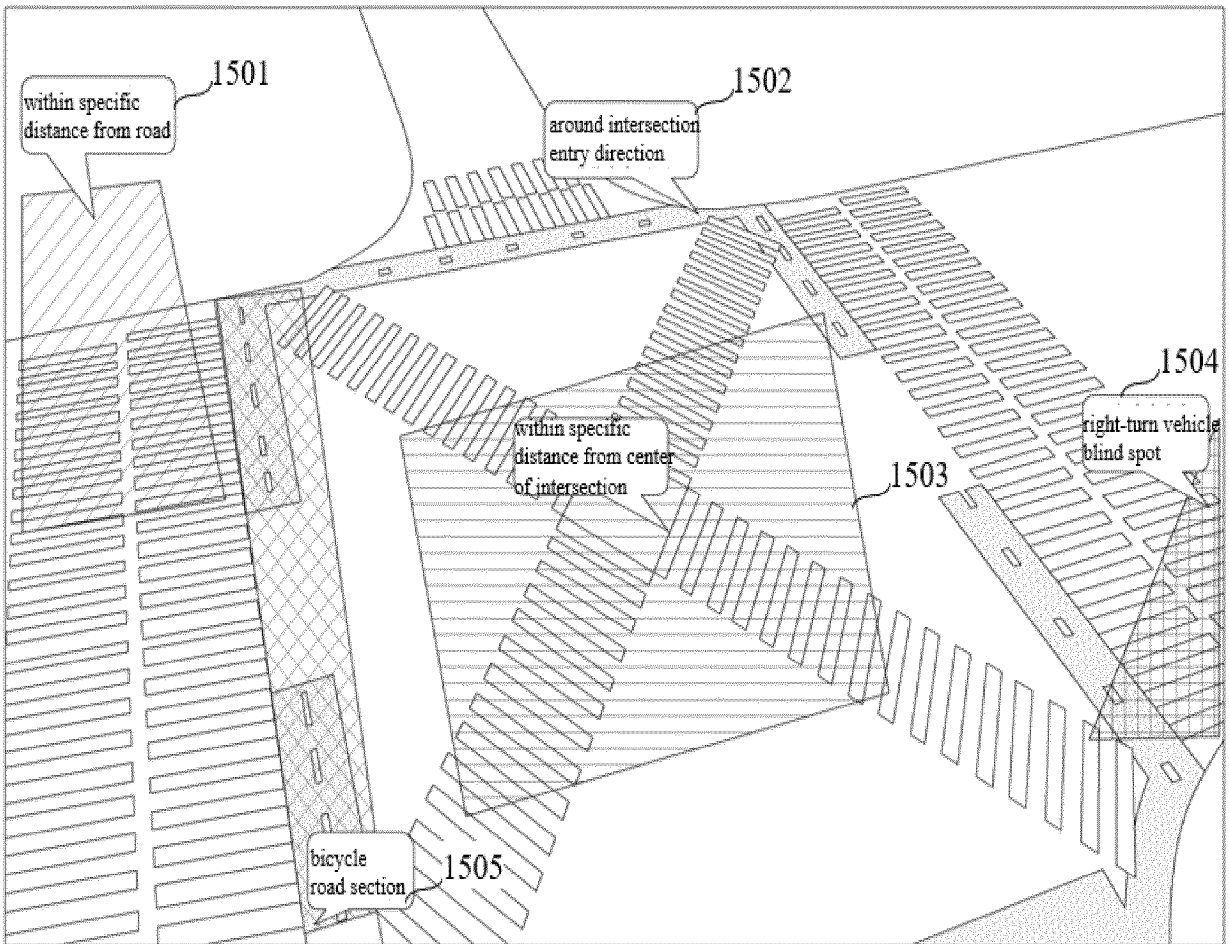 1501
within specific
distance from road
1502
around intersection
entry direction
1504
right-turn vehicle
blind spot
within specific
distance from center
of intersection
1503
bicycle
road section
1505